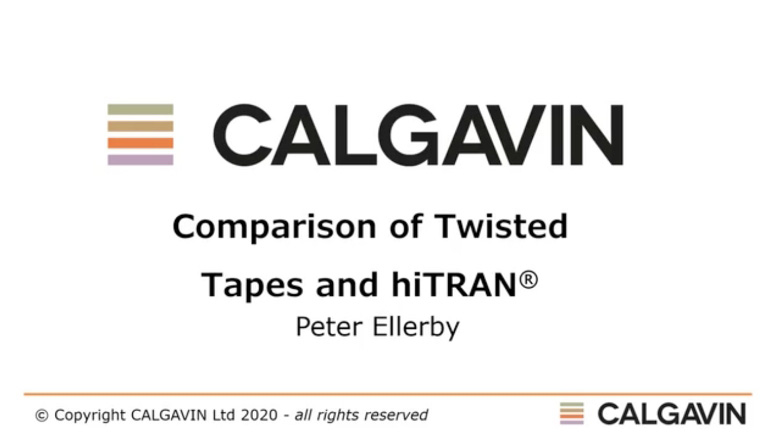 CALGAVIN
Comparison of Twisted
Tapes and hiTRAN®
Peter Ellerby
© Copyright CALGAVIN Ltd 2020 - all rights reserved
CALGAVIN